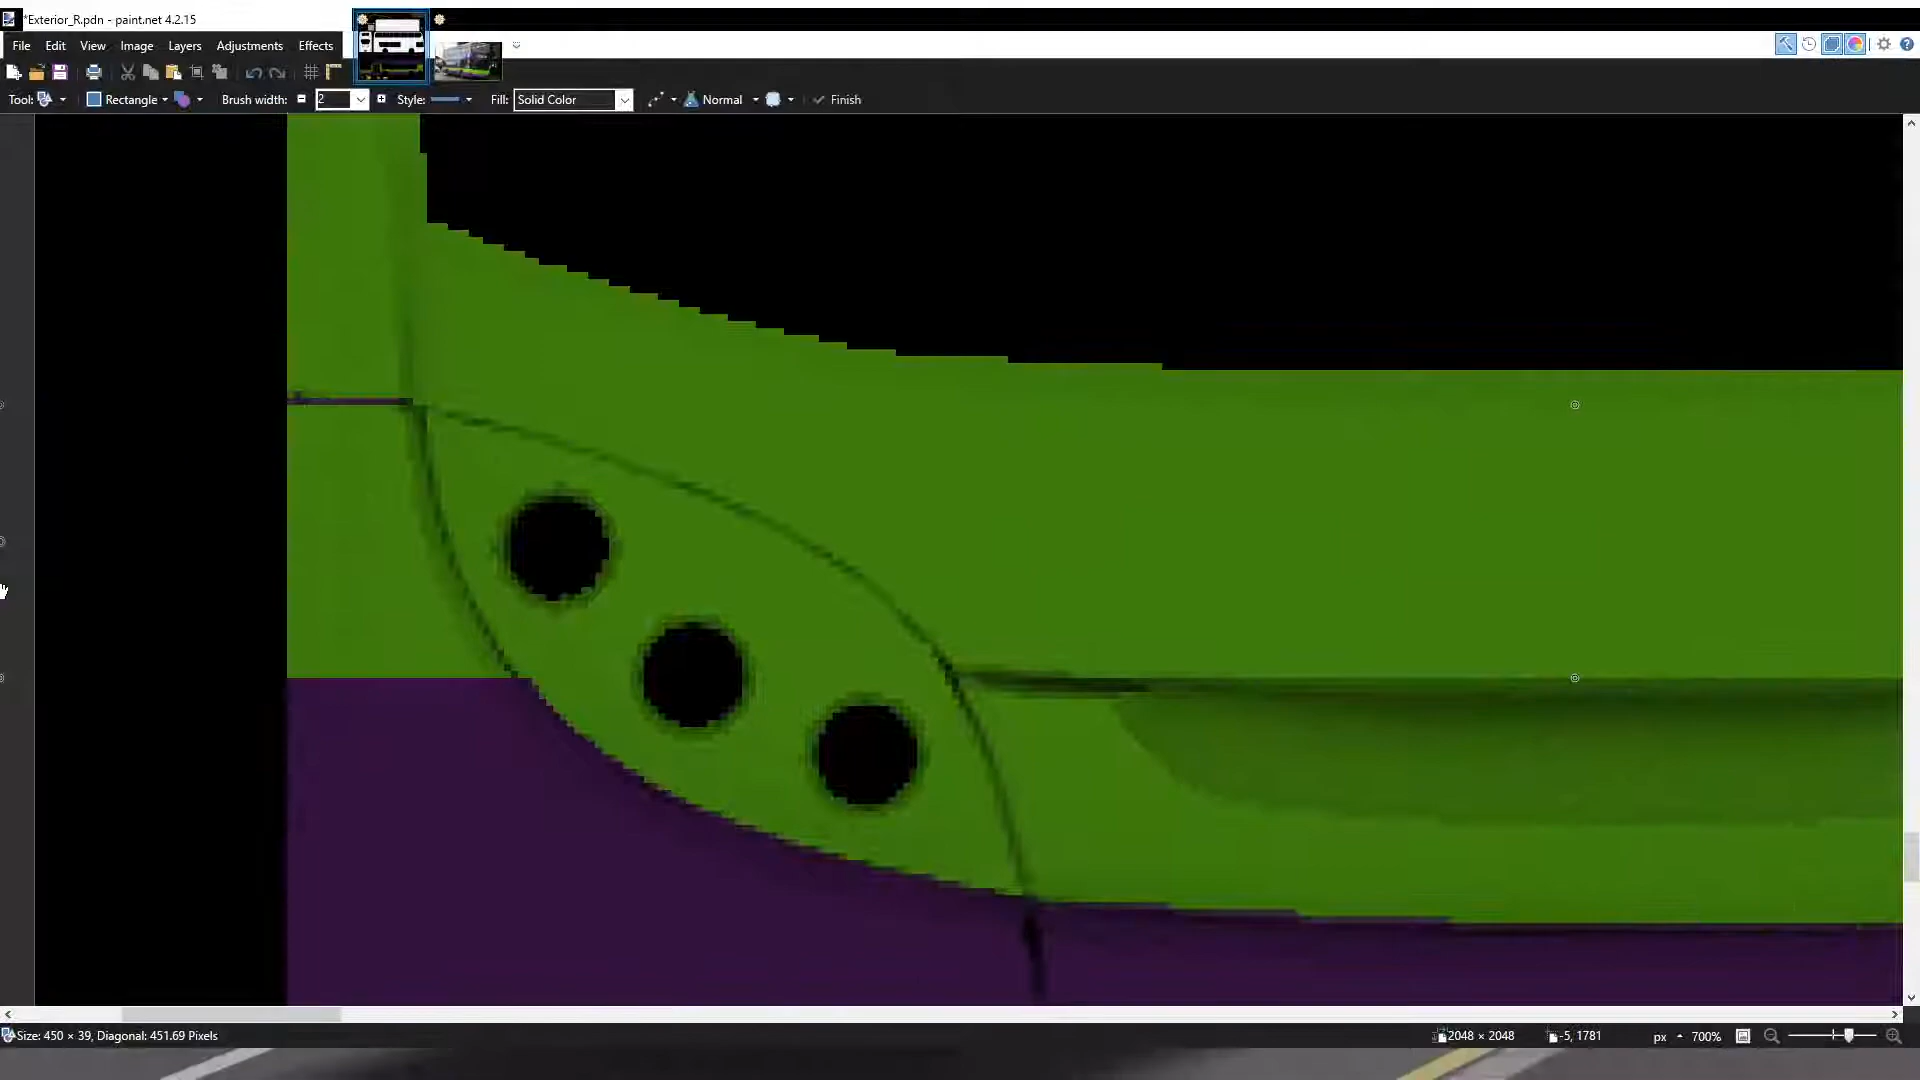 *Exterior_R.pdn - paint.net 4.2.15
File Edit View Image Layers Adjustments Effects
Tool: Rectangle Brush width: 2 Style: Fill: Solid Color Normal Finish
Size: 450 × 39, Diagonal: 451.69 Pixels 2048 × 2048 -5, 1781 px 700%